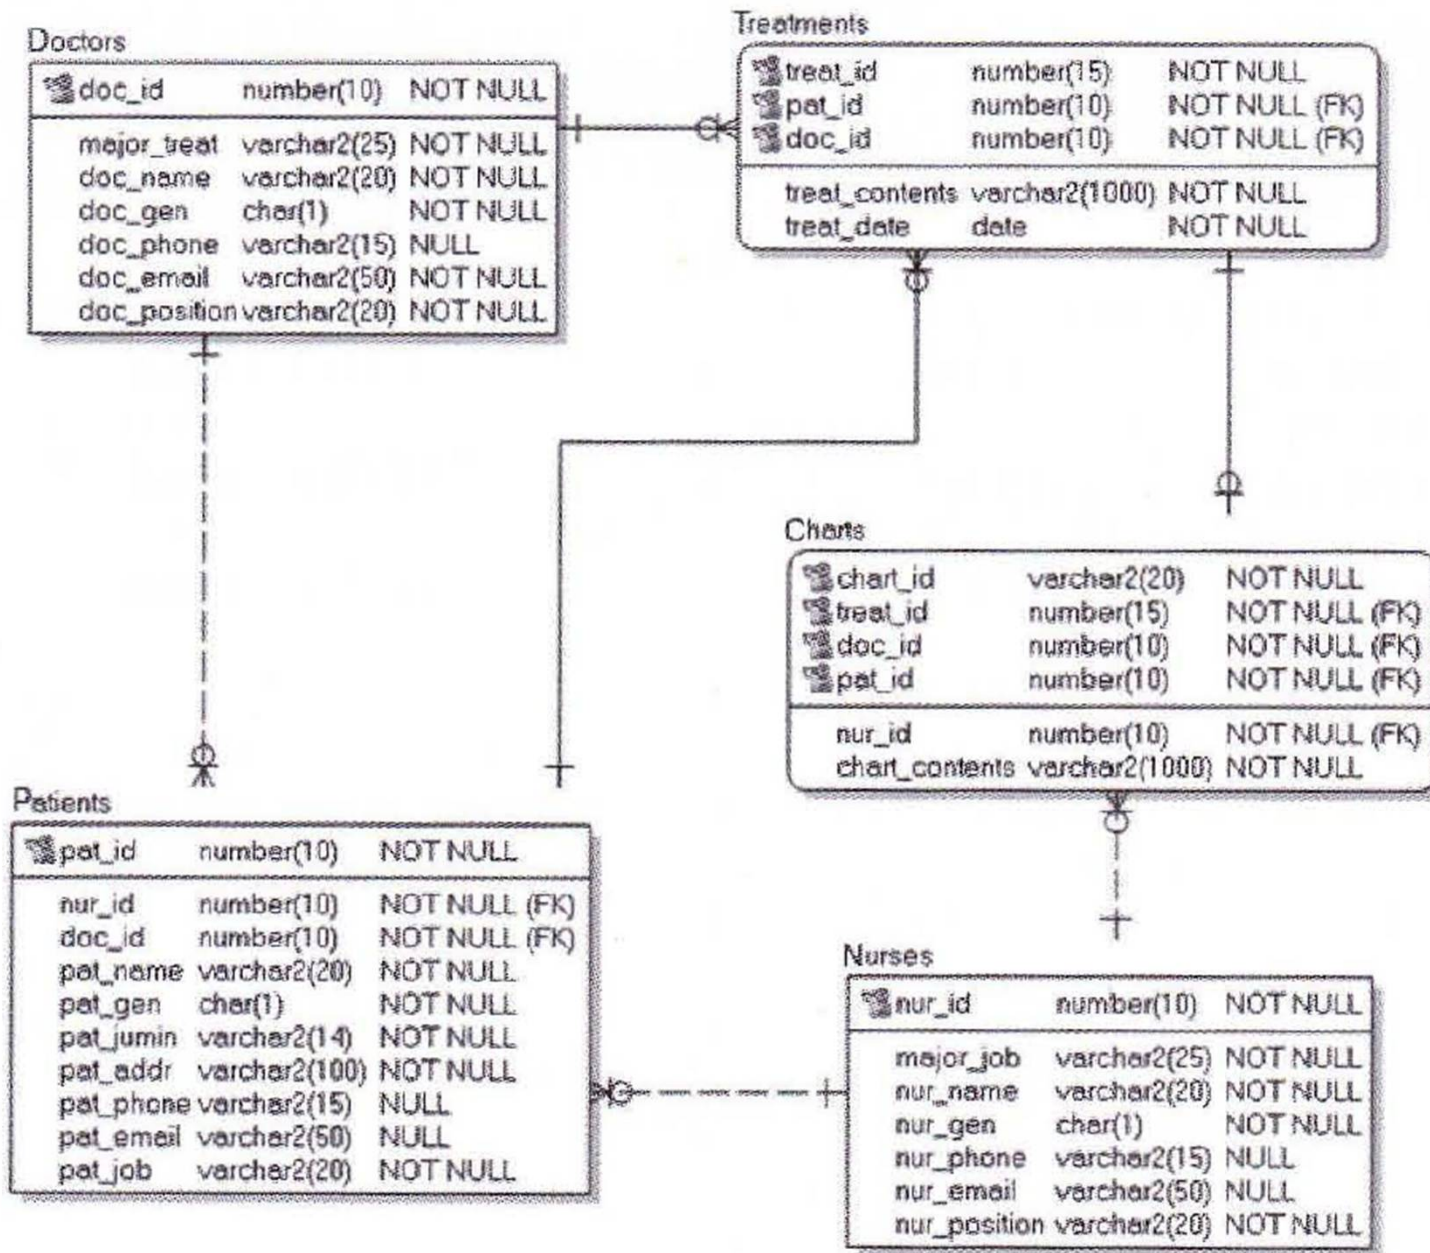 Doctors
doc_id number(10) NOT NULL
major_treat varchar2(25) NOT NULL
doc_name varchar2(20) NOT NULL
doc_gen char(1) NOT NULL
doc_phone varchar2(15) NULL
doc_email varchar2(50) NOT NULL
doc_position varchar2(20) NOT NULL
Treatments
treat_id number(15) NOT NULL
pat_id number(10) NOT NULL (FK)
doc_id number(10) NOT NULL (FK)
treat_contents varchar2(1000) NOT NULL
treat_date date NOT NULL
Charts
chart_id varchar2(20) NOT NULL
treat_id number(15) NOT NULL (FK)
doc_id number(10) NOT NULL (FK)
pat_id number(10) NOT NULL (FK)
nur_id number(10) NOT NULL (FK)
chart_contents varchar2(1000) NOT NULL
Patients
pat_id number(10) NOT NULL
nur_id number(10) NOT NULL (FK)
doc_id number(10) NOT NULL (FK)
pat_name varchar2(20) NOT NULL
pat_gen char(1) NOT NULL
pat_jumin varchar2(14) NOT NULL
pat_addr varchar2(100) NOT NULL
pat_phone varchar2(15) NULL
pat_email varchar2(50) NULL
pat_job varchar2(20) NOT NULL
Nurses
nur_id number(10) NOT NULL
major_job varchar2(25) NOT NULL
nur_name varchar2(20) NOT NULL
nur_gen char(1) NOT NULL
nur_phone varchar2(15) NULL
nur_email varchar2(50) NULL
nur_position varchar2(20) NOT NULL